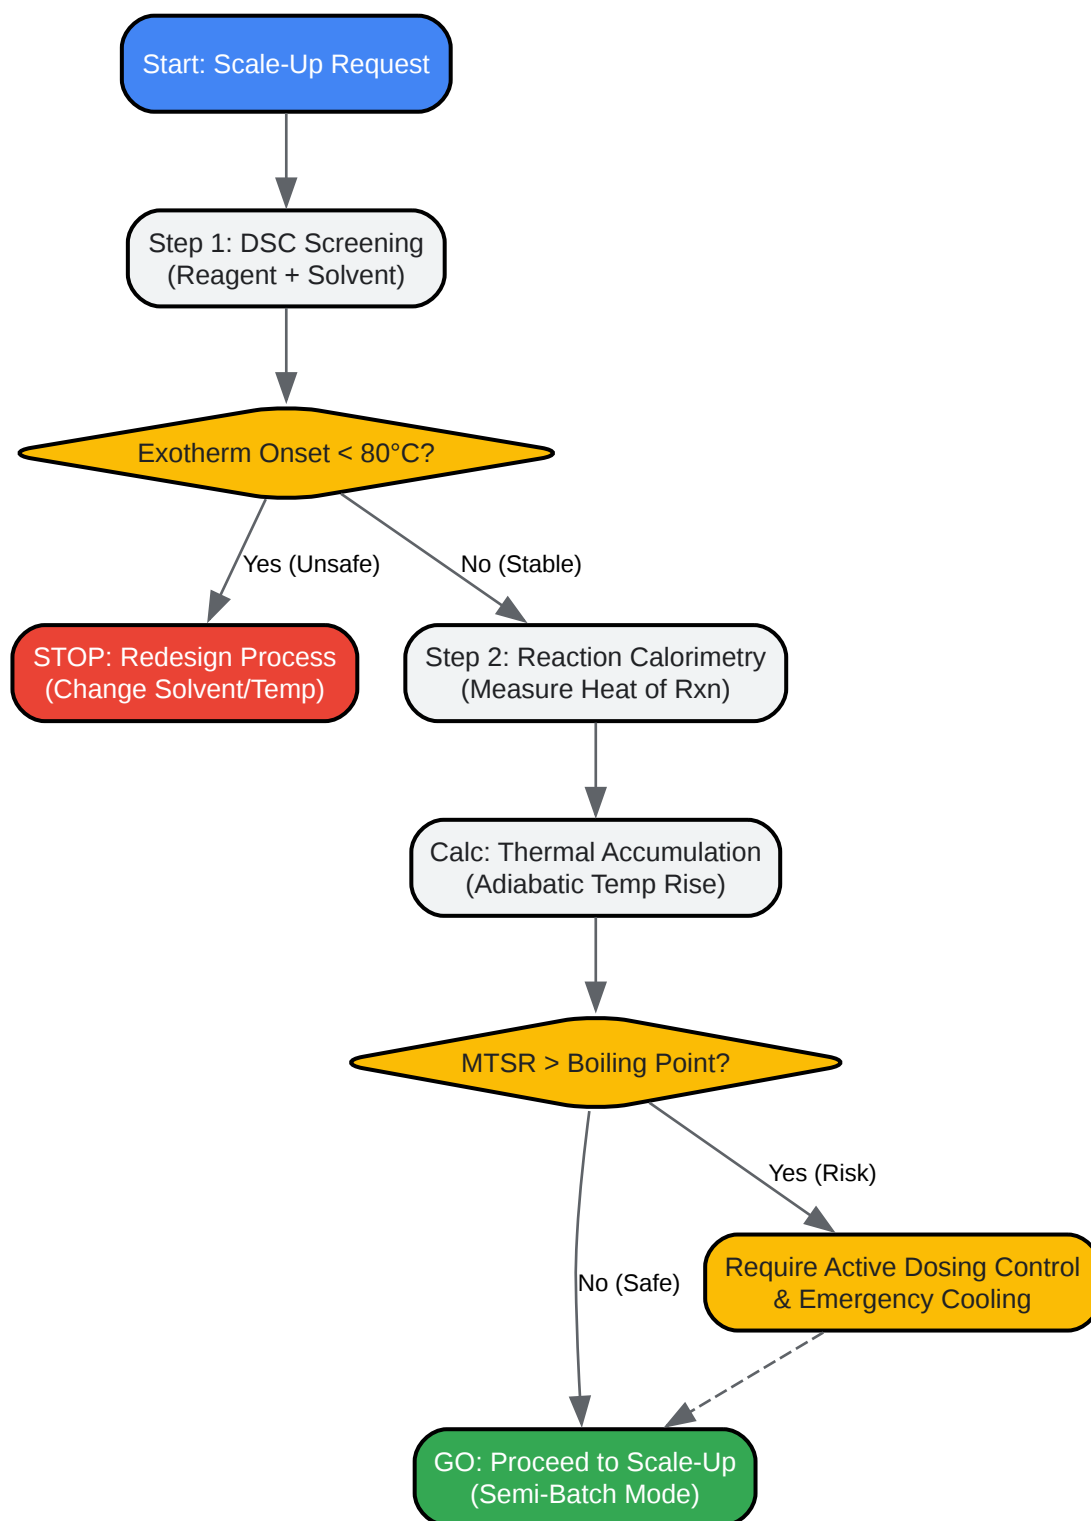 Start: Scale-Up Request
Step 1: DSC Screening
(Reagent + Solvent)
Exotherm Onset < 80°C?
Yes (Unsafe)
No (Stable)
STOP: Redesign Process
(Change Solvent/Temp)
Step 2: Reaction Calorimetry
(Measure Heat of Rxn)
Calc: Thermal Accumulation
(Adiabatic Temp Rise)
MTSR > Boiling Point?
Yes (Risk)
No (Safe)
Require Active Dosing Control
& Emergency Cooling
GO: Proceed to Scale-Up
(Semi-Batch Mode)